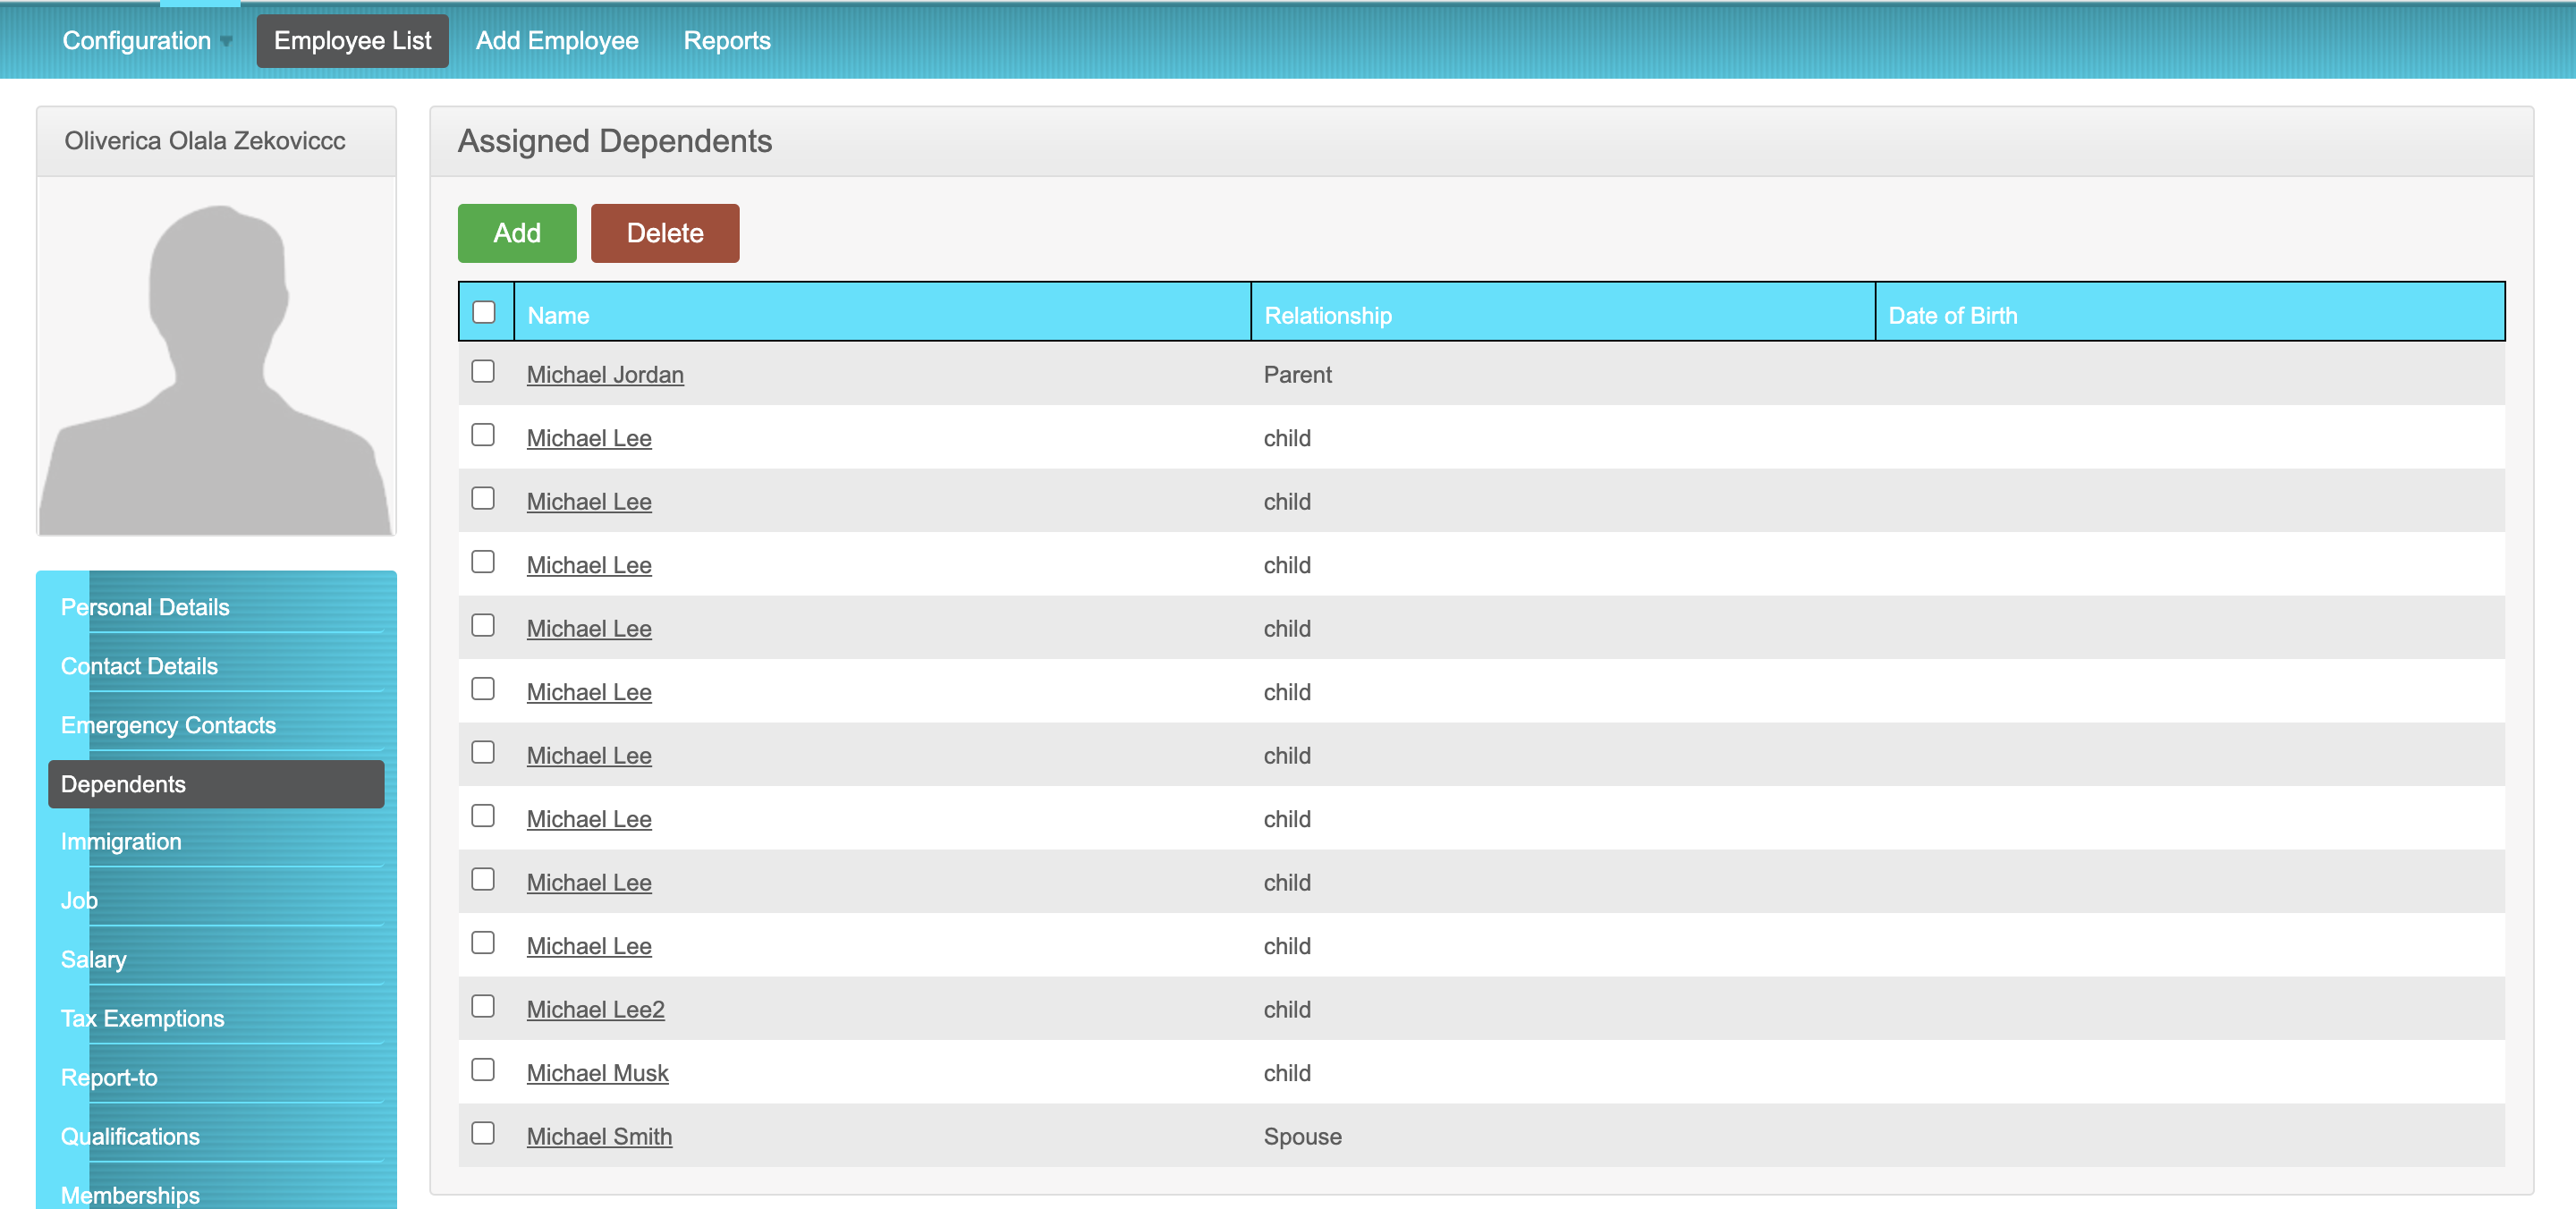 Configuration Employee List Add Employee Reports
Oliverica Olala Zekoviccc
Assigned Dependents
Add Delete
Name Relationship Date of Birth
Michael Jordan Parent
Michael Lee child
Michael Lee child
Michael Lee child
Michael Lee child
Michael Lee child
Michael Lee child
Michael Lee child
Michael Lee child
Michael Lee child
Michael Lee2 child
Michael Musk child
Michael Smith Spouse
Personal Details
Contact Details
Emergency Contacts
Dependents
Immigration
Job
Salary
Tax Exemptions
Report-to
Qualifications
Memberships